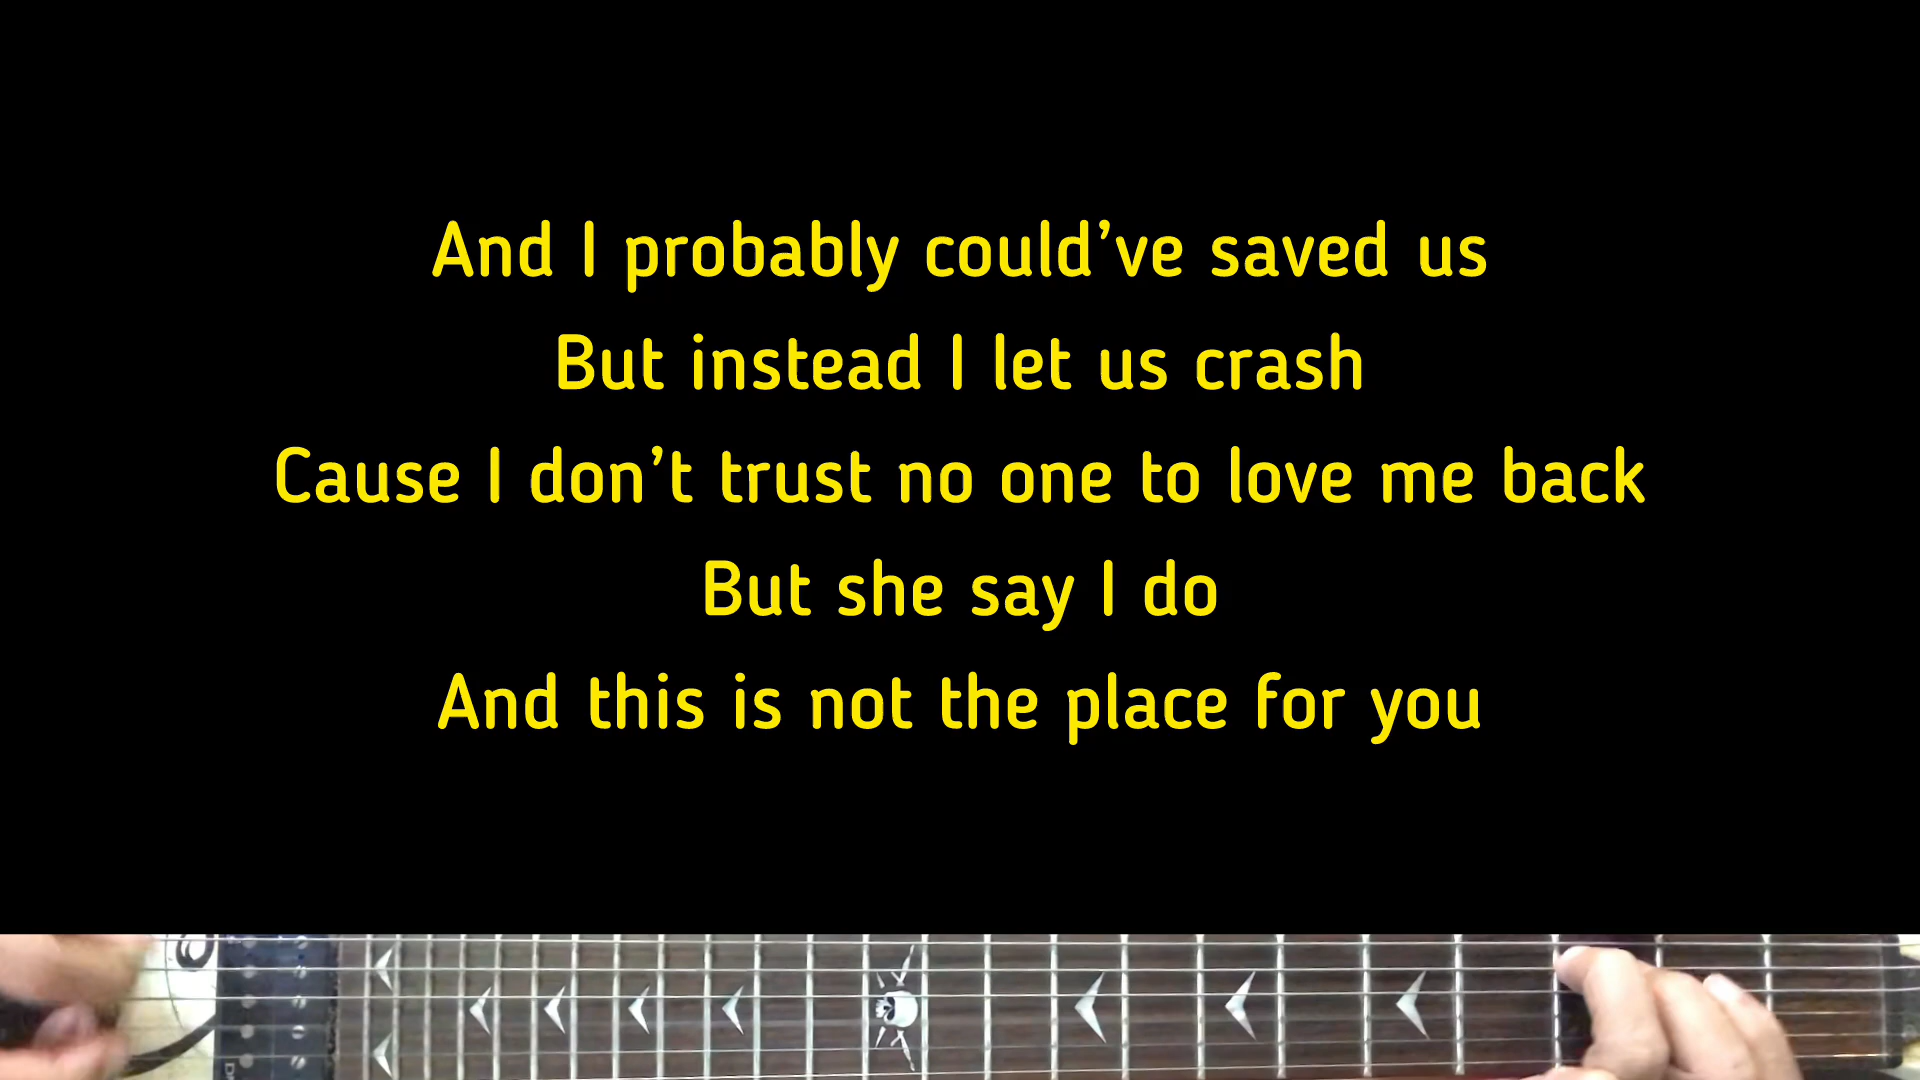 And I probably could’ve saved us
But instead I let us crash
Cause I don’t trust no one to love me back
But she say I do
And this is not the place for you